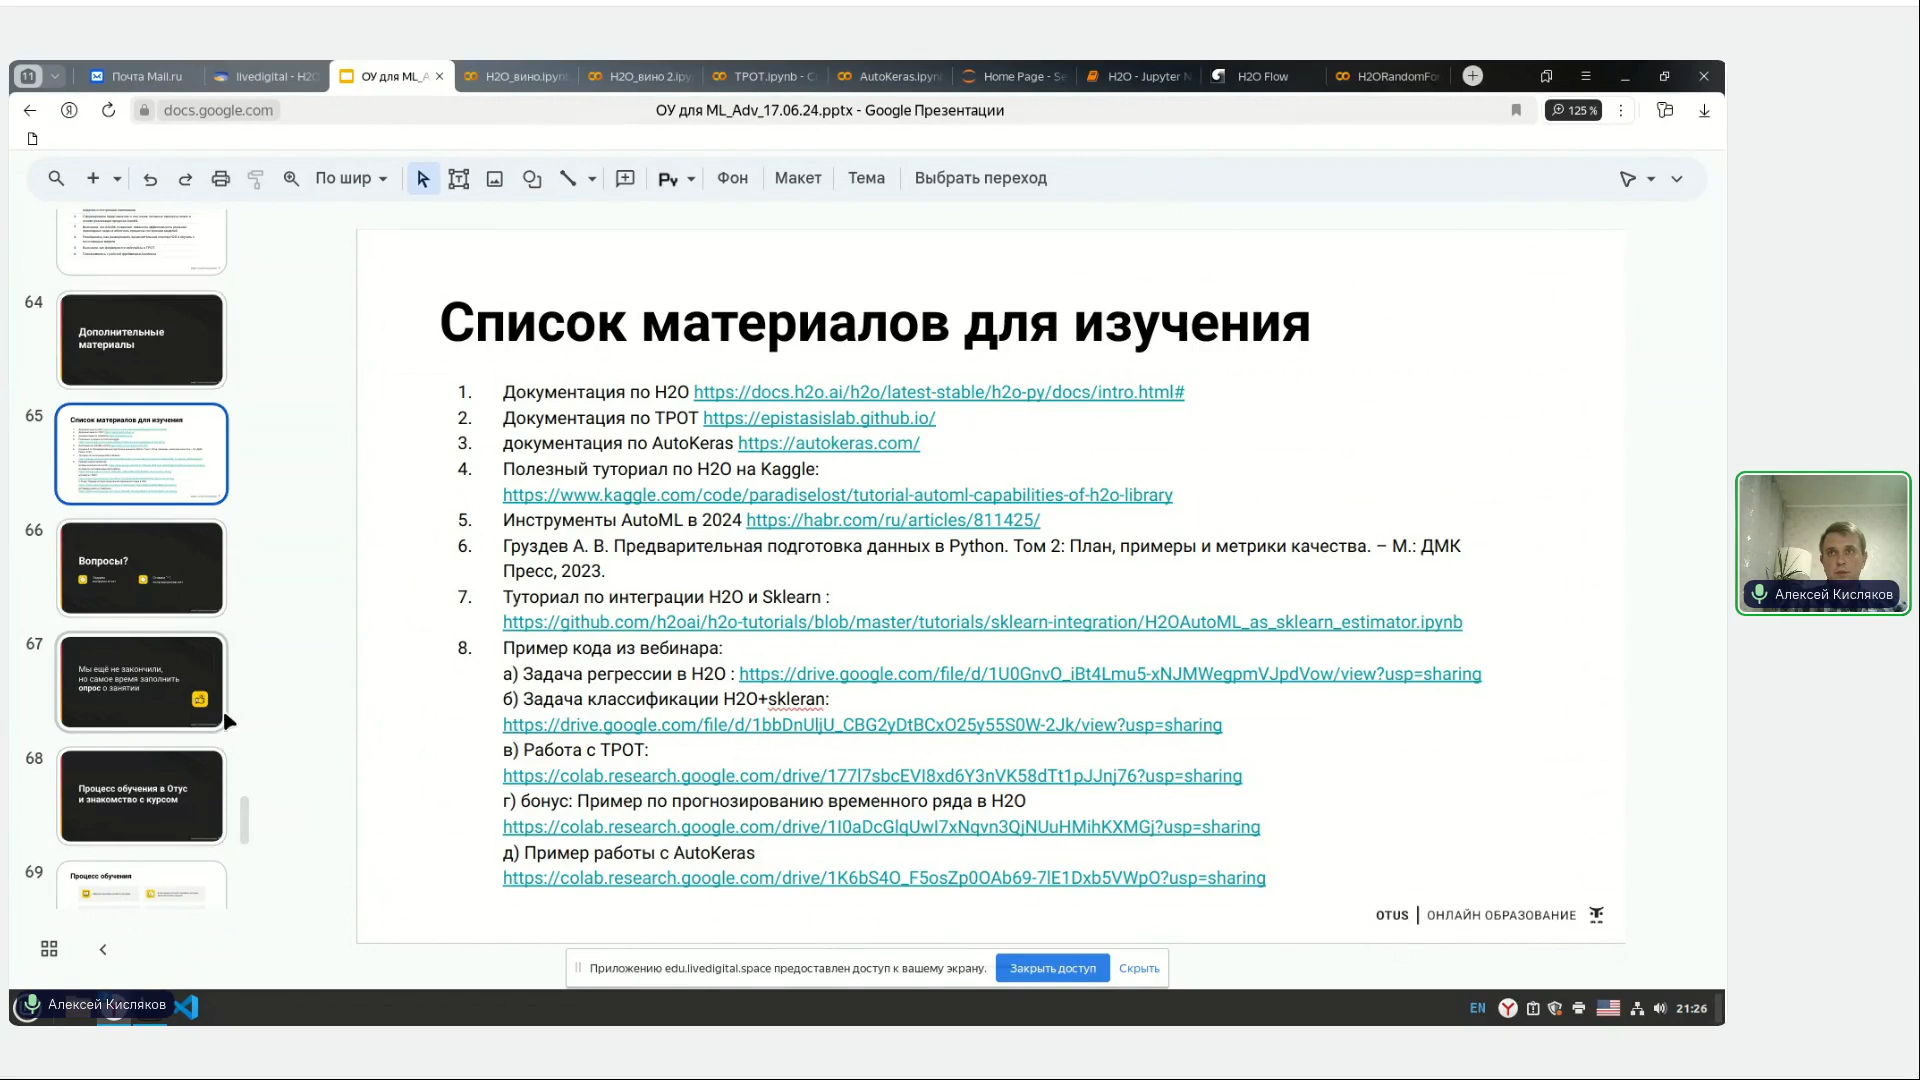 11
Почта Mail.ru
livedigital - H2O
ОУ для ML_A
H2O_вино.ipynb
H2O_вино 2.ipy
TPOT.ipynb - C
AutoKeras.ipyn
Home Page - Se
H2O - Jupyter N
H2O Flow
H2ORandomFo
docs.google.com
ОУ для ML_Adv_17.06.24.pptx - Google Презентации
125 %
По шир
Фон
Макет
Тема
Выбрать переход
64
Дополнительные
материалы
65
Список материалов для изучения
66
Вопросы?
67
Мы ещё не закончили,
но самое время заполнить
опрос о занятии
68
Процесс обучения в Отус
и знакомство с курсом
69
Процесс обучения
Список материалов для изучения
1. Документация по H2O https://docs.h2o.ai/h2o/latest-stable/h2o-py/docs/intro.html#
2. Документация по TPOT https://epistasislab.github.io/
3. документация по AutoKeras https://autokeras.com/
4. Полезный туториал по H2O на Kaggle:
https://www.kaggle.com/code/paradiselost/tutorial-automl-capabilities-of-h2o-library
5. Инструменты AutoML в 2024 https://habr.com/ru/articles/811425/
6. Груздев А. В. Предварительная подготовка данных в Python. Том 2: План, примеры и метрики качества. – М.: ДМК
Пресс, 2023.
7. Туториал по интеграции H2O и Sklearn :
https://github.com/h2oai/h2o-tutorials/blob/master/tutorials/sklearn-integration/H2OAutoML_as_sklearn_estimator.ipynb
8. Пример кода из вебинара:
а) Задача регрессии в H2O : https://drive.google.com/file/d/1U0GnvO_iBt4Lmu5-xNJMWegpmVJpdVow/view?usp=sharing
б) Задача классификации H2O+skleran:
https://drive.google.com/file/d/1bbDnUljU_CBG2yDtBCxO25y55S0W-2Jk/view?usp=sharing
в) Работа с TPOT:
https://colab.research.google.com/drive/177l7sbcEVI8xd6Y3nVK58dTt1pJJnj76?usp=sharing
г) бонус: Пример по прогнозированию временного ряда в H2O
https://colab.research.google.com/drive/1I0aDcGlqUwI7xNqvn3QjNUuHMihKXMGj?usp=sharing
д) Пример работы с AutoKeras
https://colab.research.google.com/drive/1K6bS4O_F5osZp0OAb69-7lE1Dxb5VWpO?usp=sharing
OTUS | ОНЛАЙН ОБРАЗОВАНИЕ
Приложению edu.livedigital.space предоставлен доступ к вашему экрану.
Закрыть доступ
Скрыть
Алексей Кисляков
Алексей Кисляков
EN
21:26